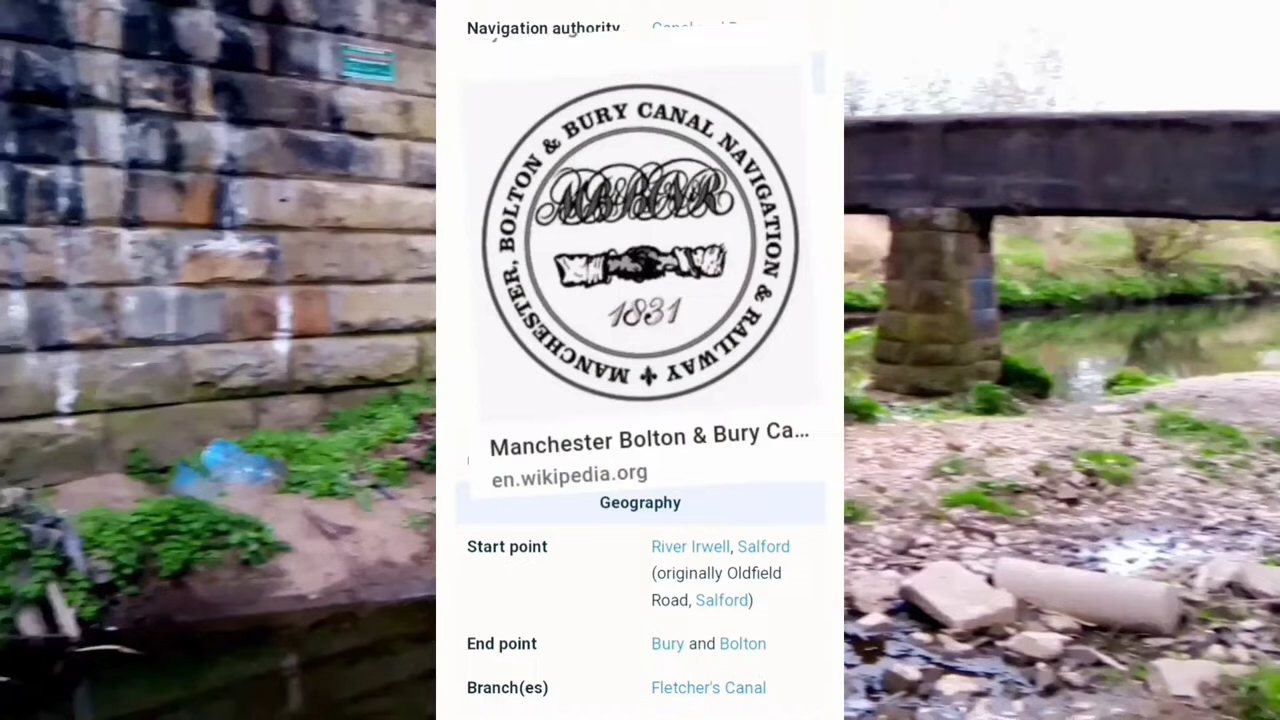 Navigation authority
MANCHESTER, BOLTON & BURY CANAL NAVIGATION & RAILWAY
1831
Manchester Bolton & Bury Ca...
en.wikipedia.org
Geography
Start point River Irwell, Salford
(originally Oldfield
Road, Salford)
End point Bury and Bolton
Branch(es) Fletcher's Canal